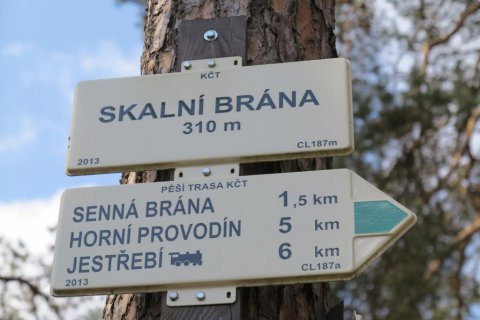 KČT
SKALNÍ BRÁNA
310 m
2013 CL187m
PĚŠÍ TRASA KČT
SENNÁ BRÁNA 1,5 km
HORNÍ PROVODÍN 5 km
JESTŘEBÍ 6 km
2013 CL187a